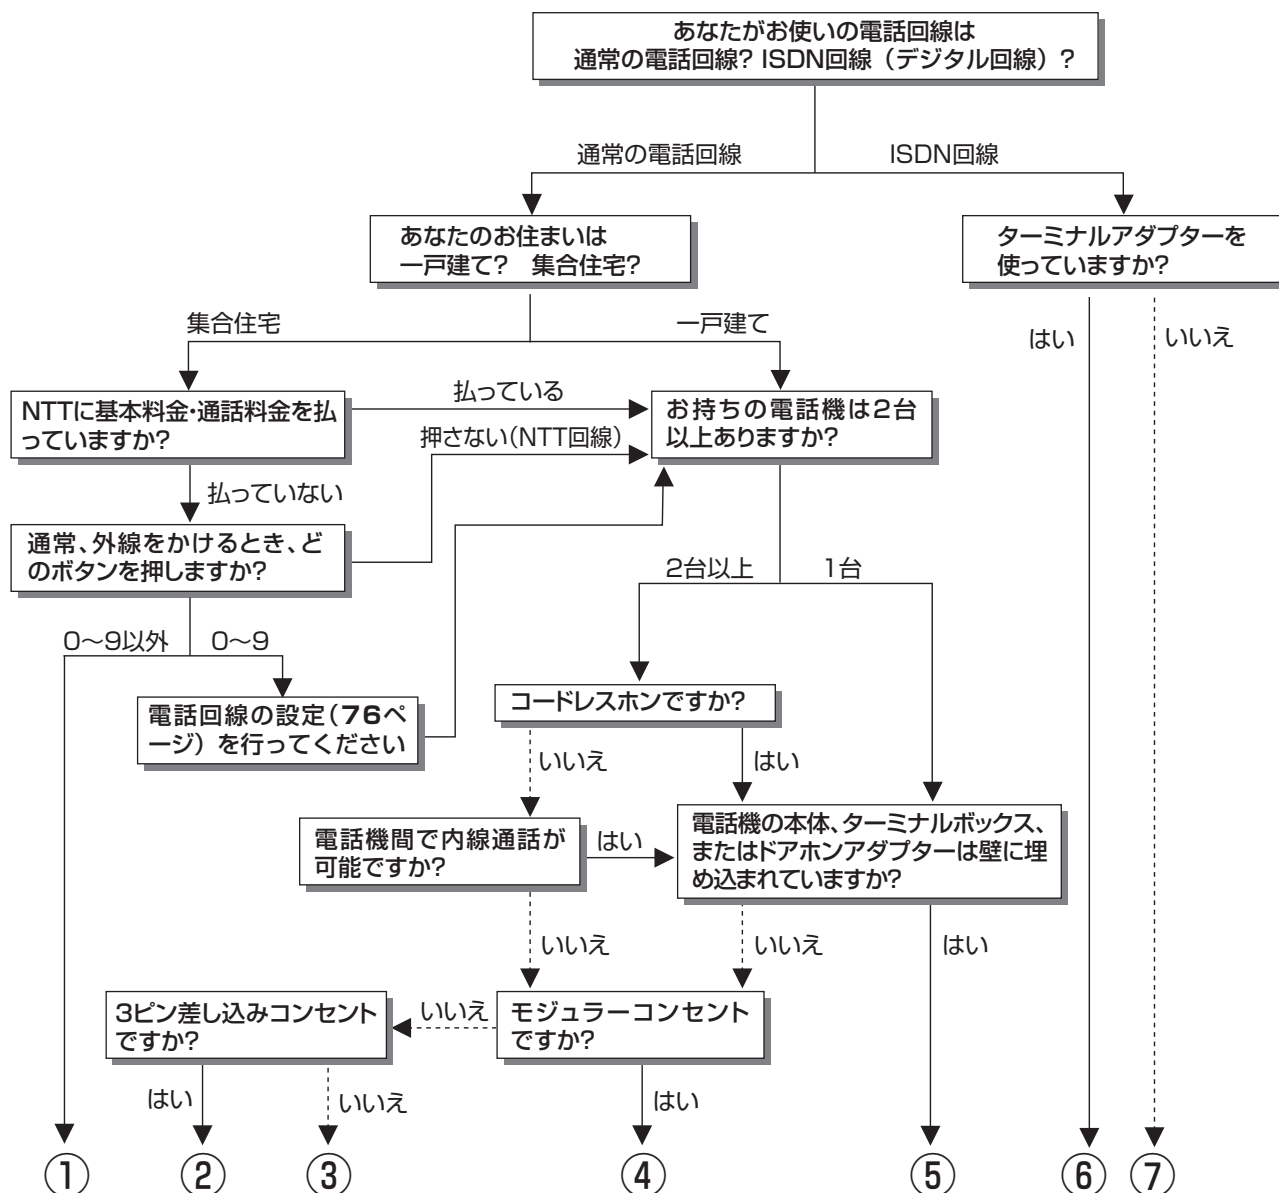 あなたがお使いの電話回線は
通常の電話回線? ISDN回線（デジタル回線）?
通常の電話回線
ISDN回線
あなたのお住まいは
一戸建て?　集合住宅?
ターミナルアダプターを
使っていますか?
集合住宅
一戸建て
はい
いいえ
NTTに基本料金・通話料金を払
っていますか?
払っている
お持ちの電話機は2台
以上ありますか?
押さない(NTT回線)
払っていない
通常、外線をかけるとき、ど
のボタンを押しますか?
2台以上
1台
0〜9以外
0〜9
コードレスホンですか?
電話回線の設定(76ペ
ージ）を行ってください
いいえ
はい
電話機間で内線通話が
可能ですか?
はい
電話機の本体、ターミナルボックス、
またはドアホンアダプターは壁に埋
め込まれていますか?
いいえ
いいえ
はい
3ピン差し込みコンセント
ですか?
いいえ
モジュラーコンセント
ですか?
はい
いいえ
はい
①
②
③
④
⑤
⑥
⑦